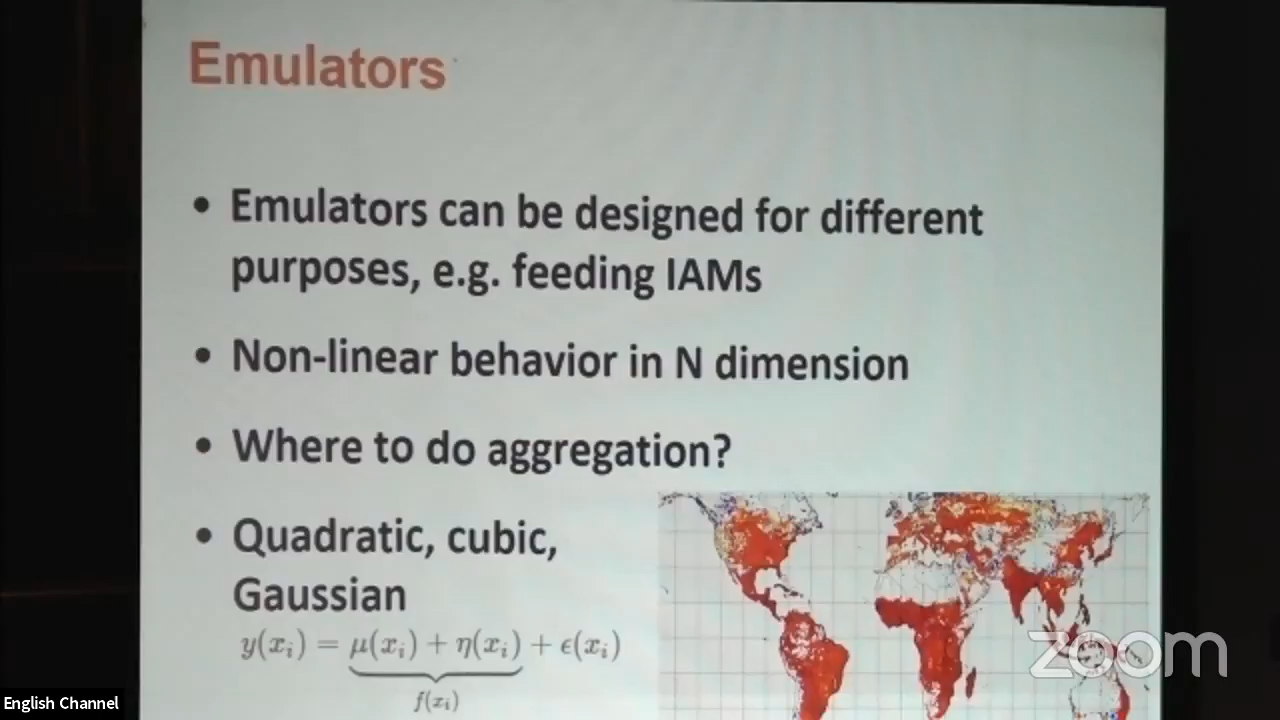 Emulators
• Emulators can be designed for different
purposes, e.g. feeding IAMs
• Non-linear behavior in N dimension
• Where to do aggregation?
• Quadratic, cubic,
Gaussian
y(xᵢ) = μ(xᵢ) + η(xᵢ) + ϵ(xᵢ)
f(xᵢ)
zoom
English Channel